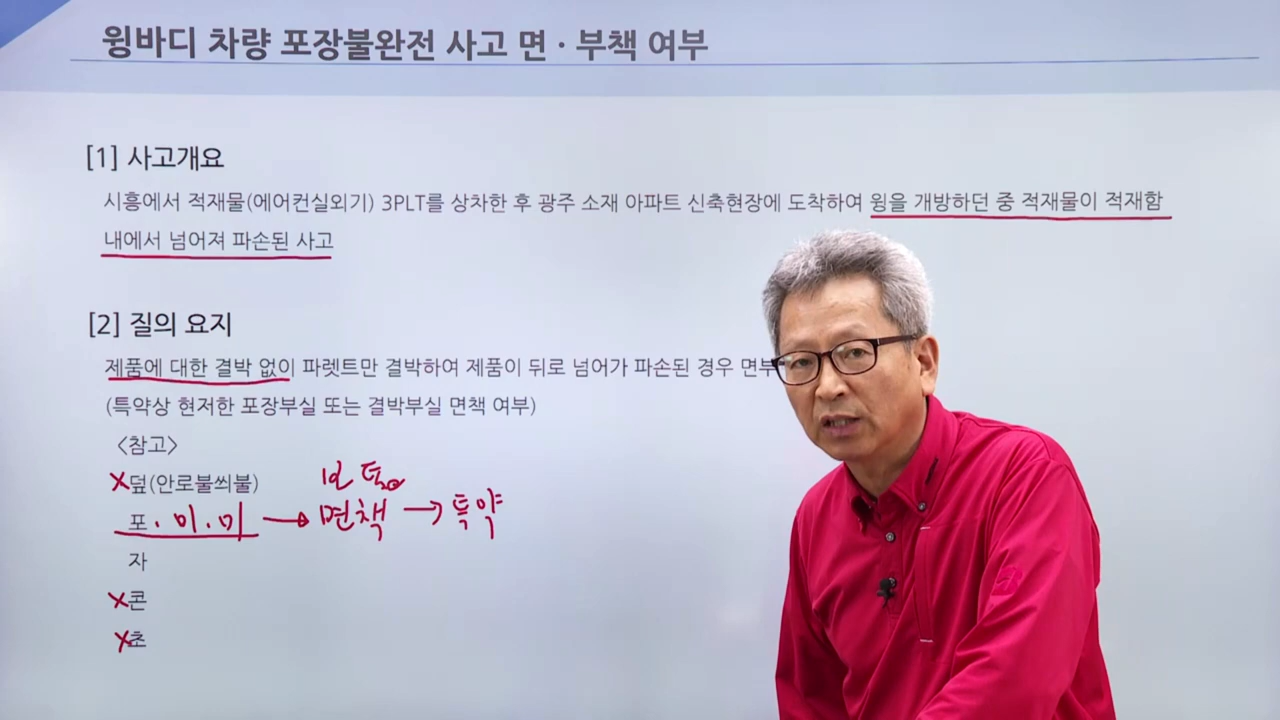 윙바디 차량 포장불완전 사고 면 · 부책 여부
[1] 사고개요
시흥에서 적재물(에어컨실외기) 3PLT를 상차한 후 광주 소재 아파트 신축현장에 도착하여 윙을 개방하던 중 적재물이 적재함
내에서 넘어져 파손된 사고
[2] 질의 요지
제품에 대한 결박 없이 파렛트만 결박하여 제품이 뒤로 넘어가 파손된 경우 면부
(특약상 현저한 포장부실 또는 결박부실 면책 여부)
<참고>
X덮(안로불씌불)
보통
포.미.미 → 면책 → 특약
자
X콘
X초